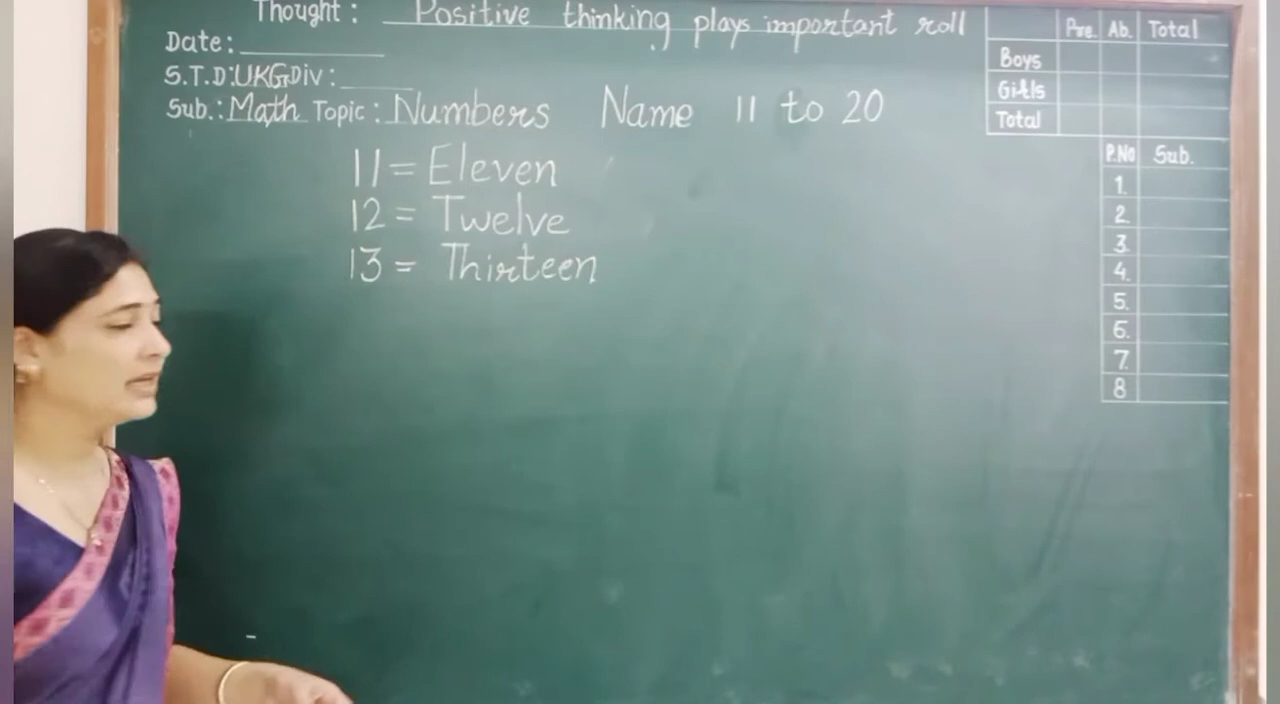 Thought : Positive thinking plays important roll
Date:
S.T.D:UKG Div:
Sub.: Math Topic : Numbers Name 11 to 20
11 = Eleven
12 = Twelve
13 = Thirteen
Pre. Ab. Total
Boys
Girls
Total
P.No Sub.
1.
2.
3.
4.
5.
6.
7.
8